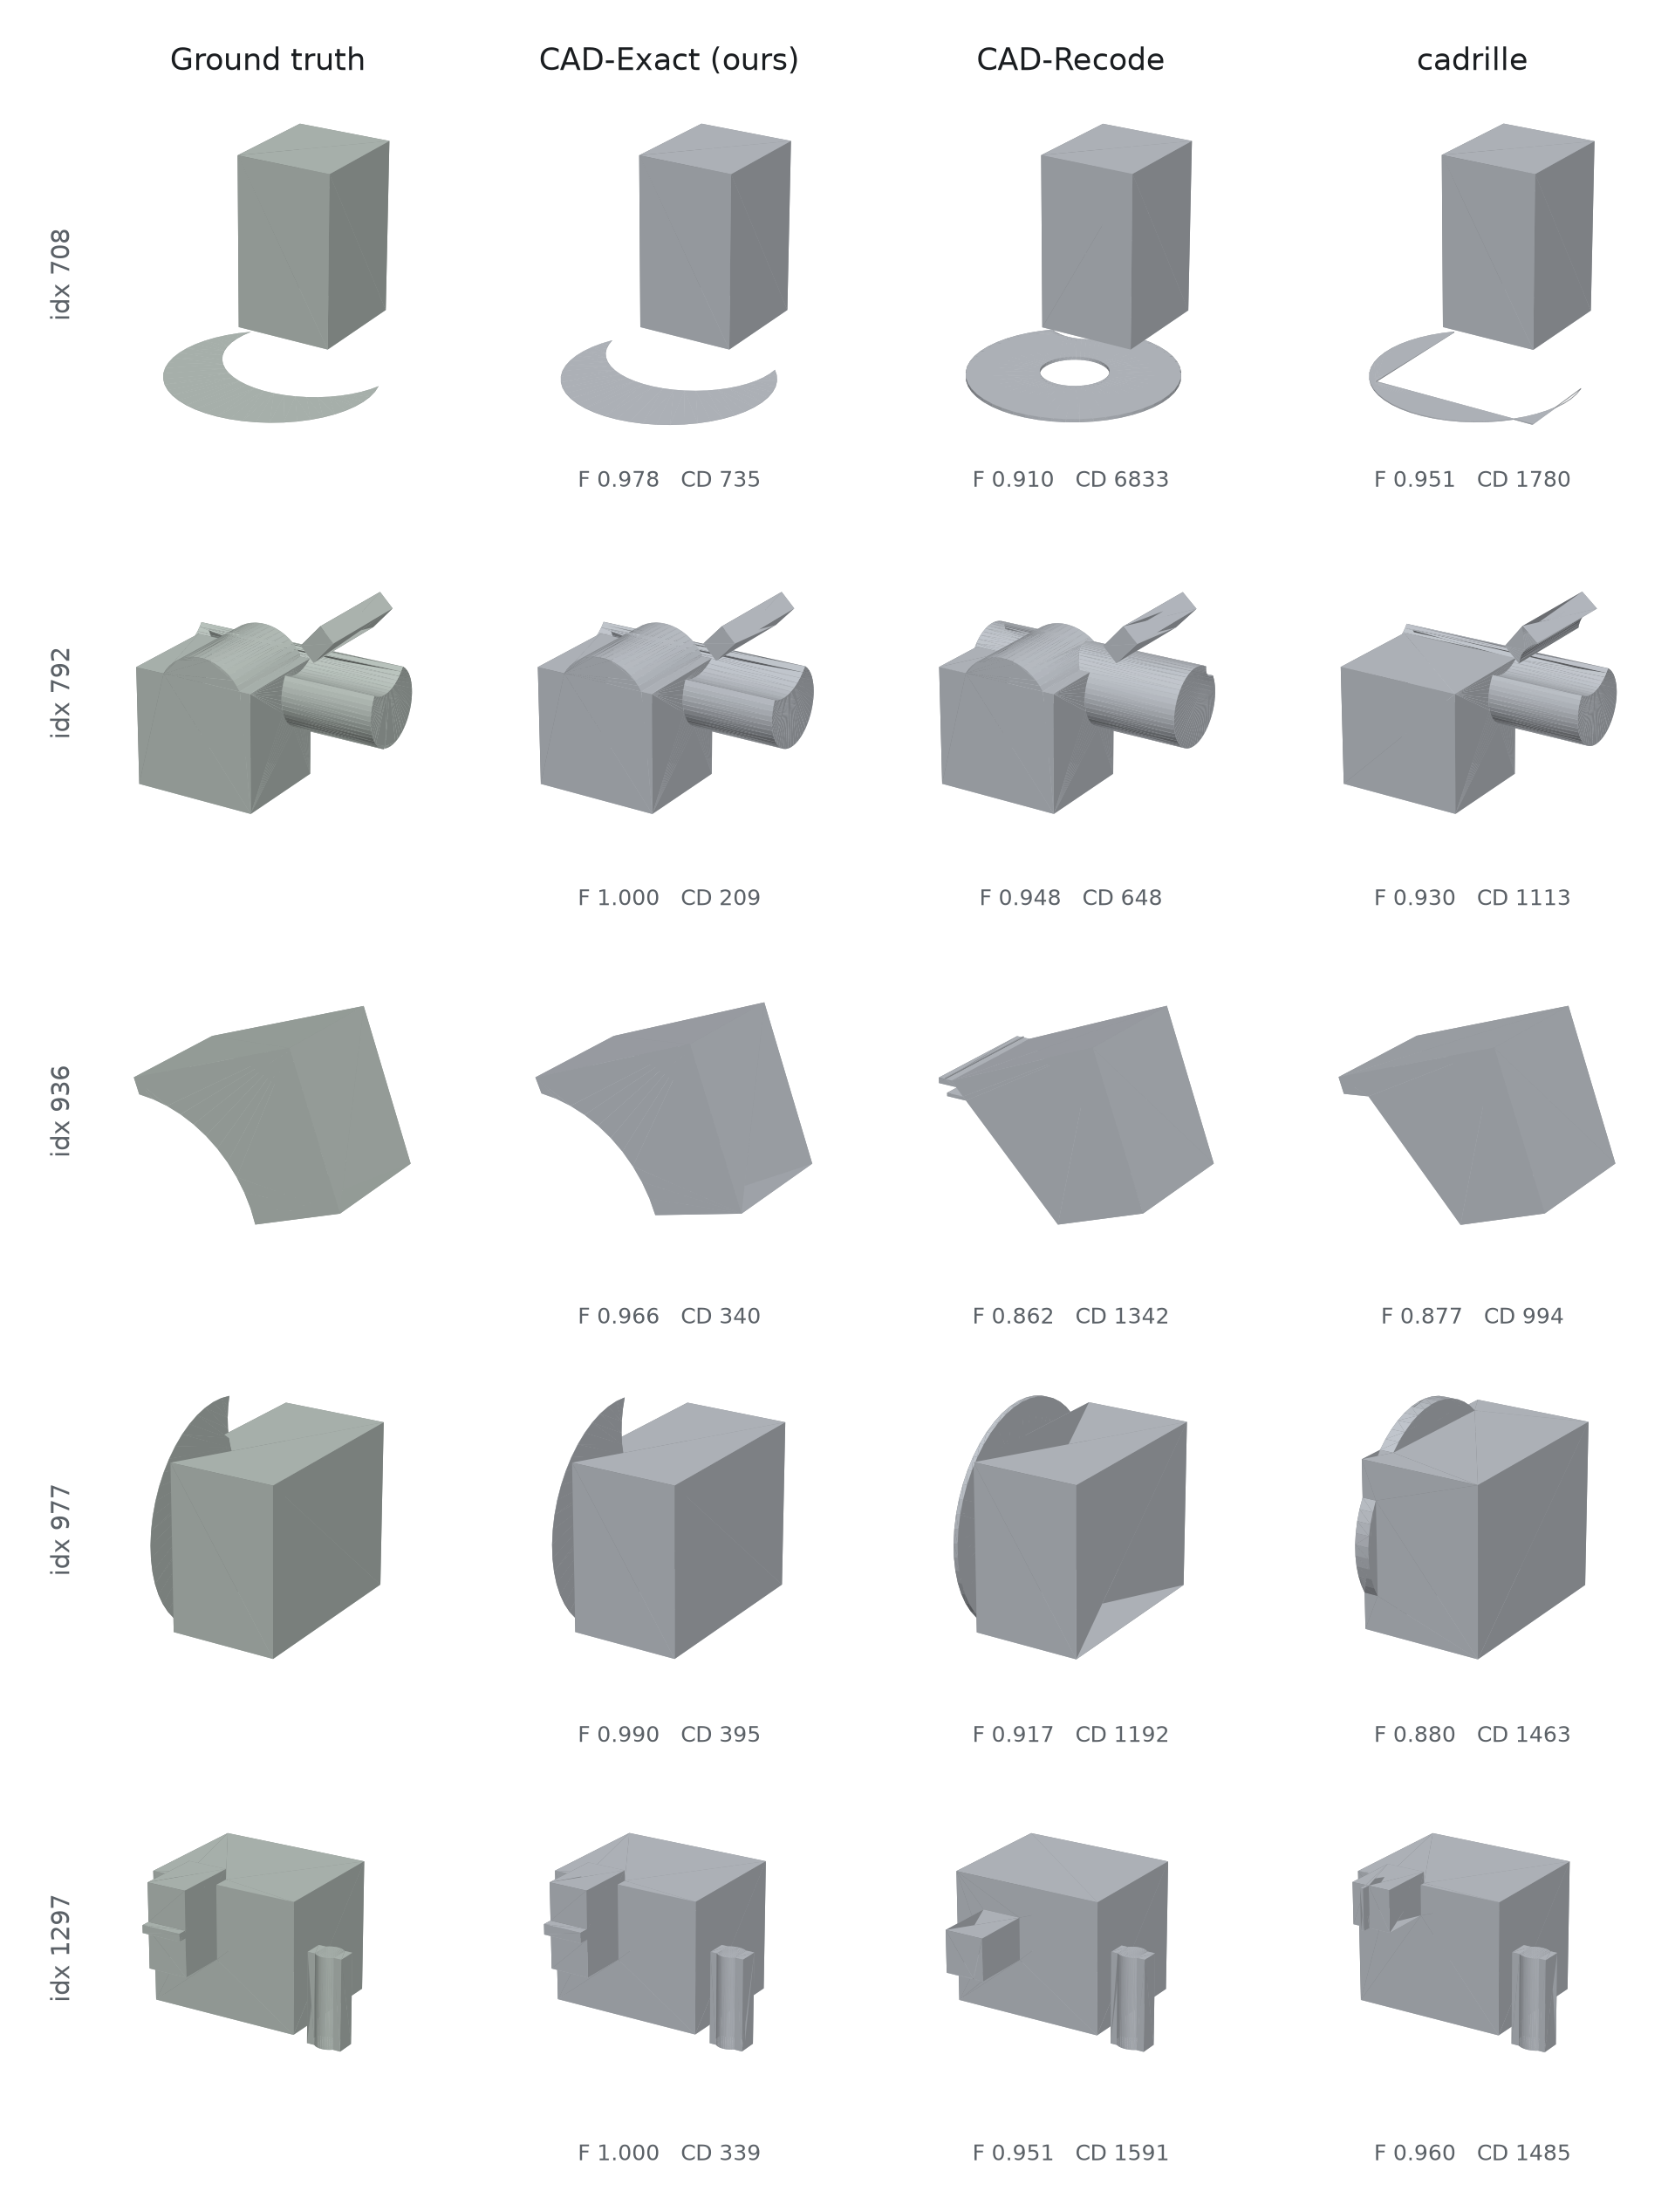 Ground truth CAD-Exact (ours) CAD-Recode cadrille
idx 708
F 0.978 CD 735 F 0.910 CD 6833 F 0.951 CD 1780
idx 792
F 1.000 CD 209 F 0.948 CD 648 F 0.930 CD 1113
idx 936
F 0.966 CD 340 F 0.862 CD 1342 F 0.877 CD 994
idx 977
F 0.990 CD 395 F 0.917 CD 1192 F 0.880 CD 1463
idx 1297
F 1.000 CD 339 F 0.951 CD 1591 F 0.960 CD 1485